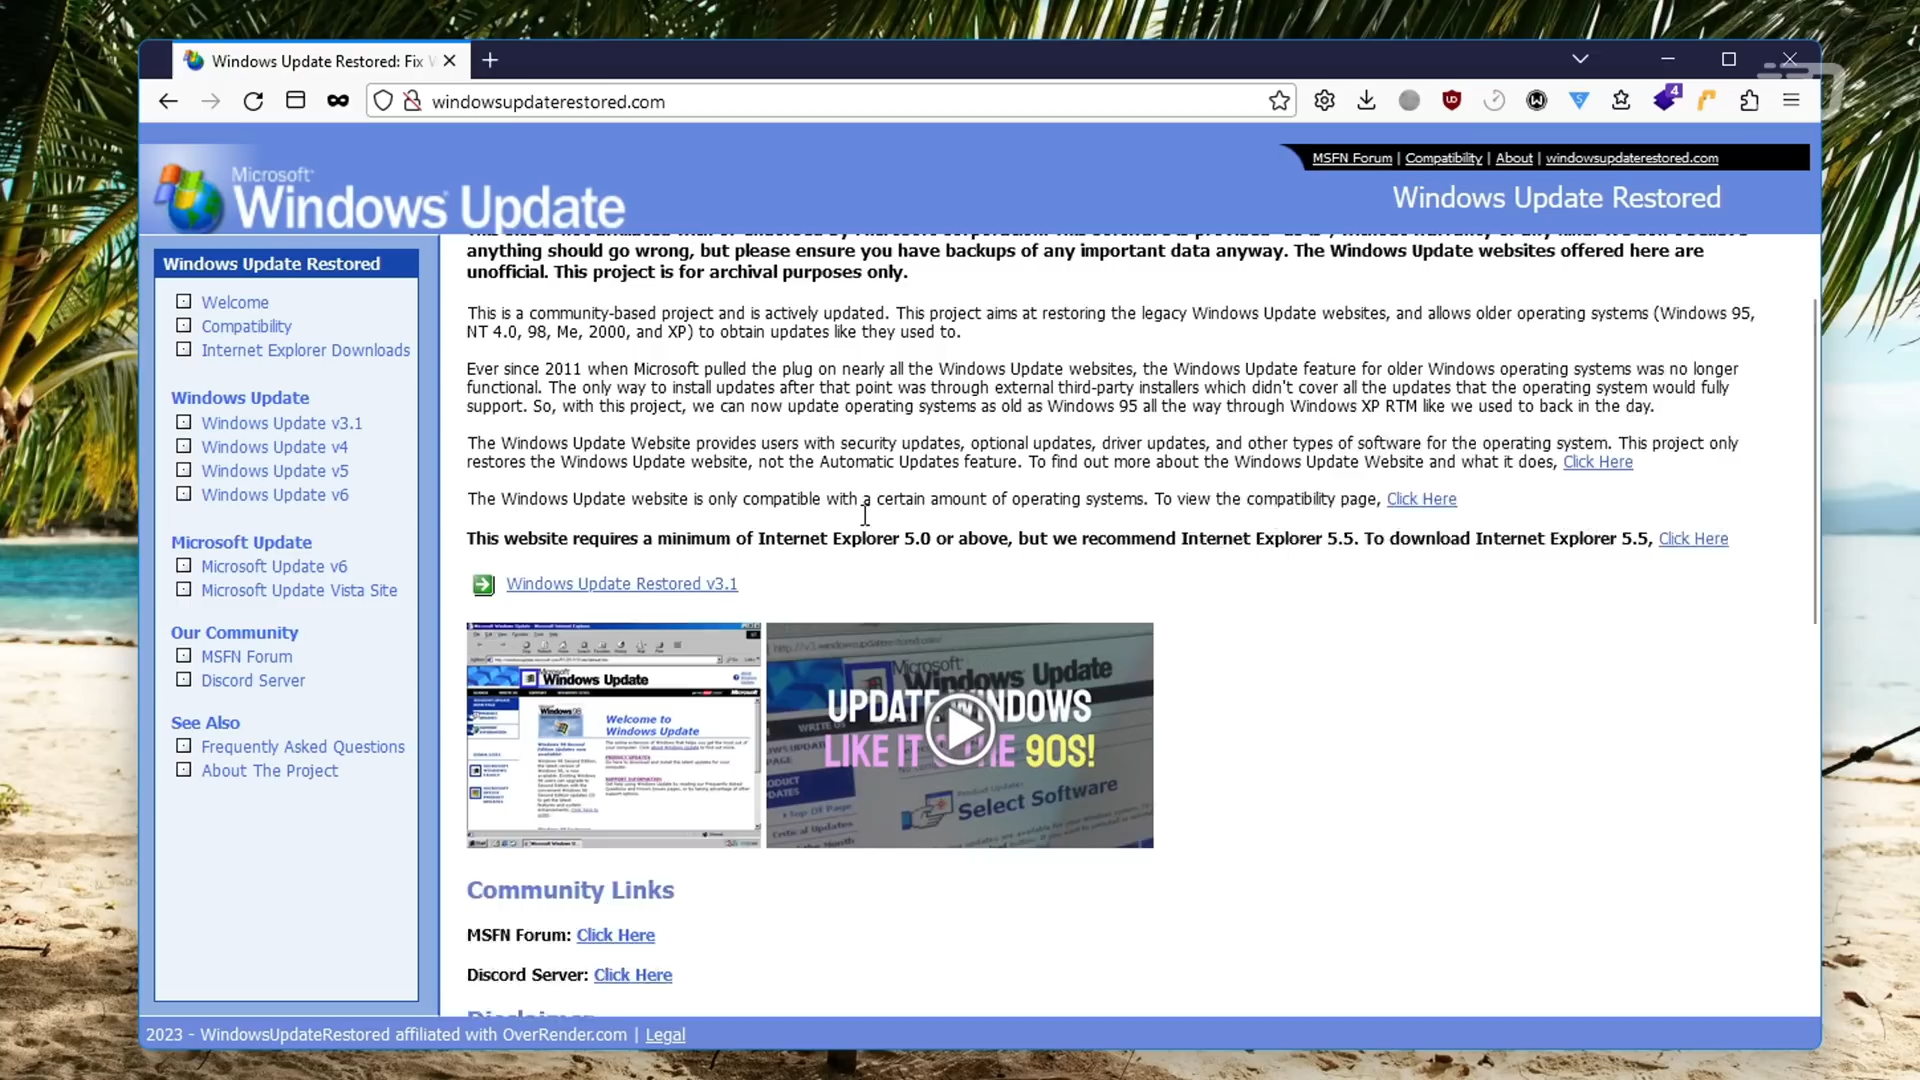 Windows Update Restored: Fix W
windowsupdaterestored.com
4
MSFN Forum | Compatibility | About | windowsupdaterestored.com
Microsoft
Windows Update
Windows Update Restored
Windows Update Restored
Welcome
Compatibility
Internet Explorer Downloads
Windows Update
Windows Update v3.1
Windows Update v4
Windows Update v5
Windows Update v6
Microsoft Update
Microsoft Update v6
Microsoft Update Vista Site
Our Community
MSFN Forum
Discord Server
See Also
Frequently Asked Questions
About The Project
anything should go wrong, but please ensure you have backups of any important data anyway. The Windows Update websites offered here are
unofficial. This project is for archival purposes only.
This is a community-based project and is actively updated. This project aims at restoring the legacy Windows Update websites, and allows older operating systems (Windows 95,
NT 4.0, 98, Me, 2000, and XP) to obtain updates like they used to.
Ever since 2011 when Microsoft pulled the plug on nearly all the Windows Update websites, the Windows Update feature for older Windows operating systems was no longer
functional. The only way to install updates after that point was through external third-party installers which didn't cover all the updates that the operating system would fully
support. So, with this project, we can now update operating systems as old as Windows 95 all the way through Windows XP RTM like we used to back in the day.
The Windows Update Website provides users with security updates, optional updates, driver updates, and other types of software for the operating system. This project only
restores the Windows Update website, not the Automatic Updates feature. To find out more about the Windows Update Website and what it does, Click Here
The Windows Update website is only compatible with a certain amount of operating systems. To view the compatibility page, Click Here
This website requires a minimum of Internet Explorer 5.0 or above, but we recommend Internet Explorer 5.5. To download Internet Explorer 5.5, Click Here
Windows Update Restored v3.1
Windows Update
Microsoft
Welcome to
Windows Update
Microsoft
Windows Update
UPDATE WINDOWS
LIKE IT THE 90S!
Select Software
Top Of Page
Critical Updates
Community Links
MSFN Forum: Click Here
Discord Server: Click Here
Disclaimer
2023 - WindowsUpdateRestored affiliated with OverRender.com | Legal